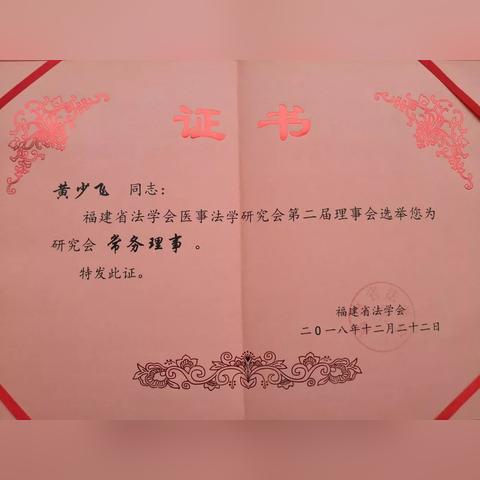 证书
黄少飞 同志：
福建省法学会医事法学研究会第二届理事会选举您为
研究会 常务理事 。
特发此证。
福建省法学会
二0一八年十二月二十二日